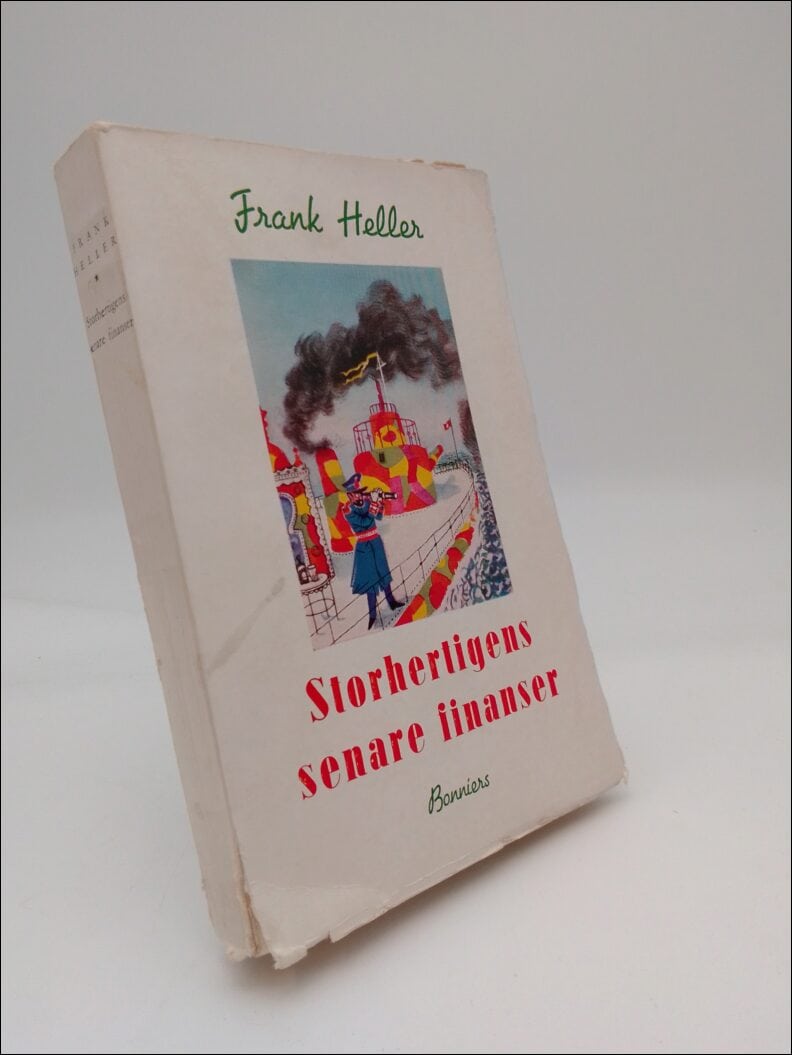 Frank Heller
Storhertigens
senare finanser
Bonniers
FRANK
HELLER
*
Storhertigens
senare finanser